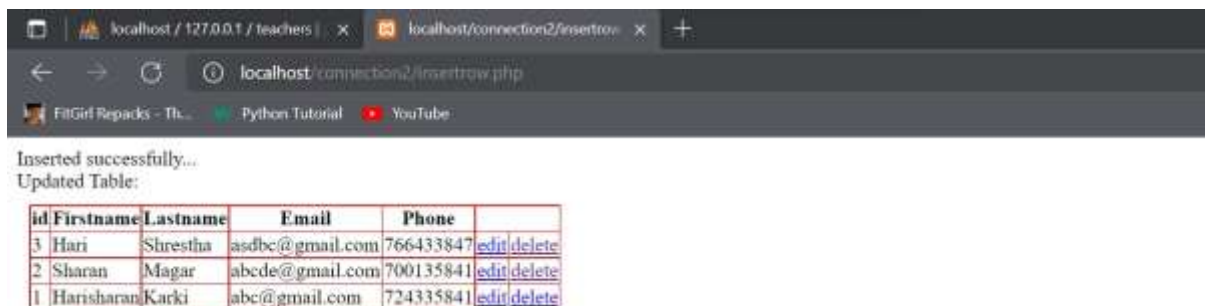 localhost / 127.0.0.1 / teachers |
localhost/connection2/insertrow
localhost/connection2/insertrow.php
FitGirl Repacks - Th...
Python Tutorial
YouTube
Inserted successfully...
Updated Table:
id Firstname Lastname Email Phone
3 Hari Shrestha asdbc@gmail.com 766433847 edit delete
2 Sharan Magar abcde@gmail.com 700135841 edit delete
1 Harisharan Karki abc@gmail.com 724335841 edit delete